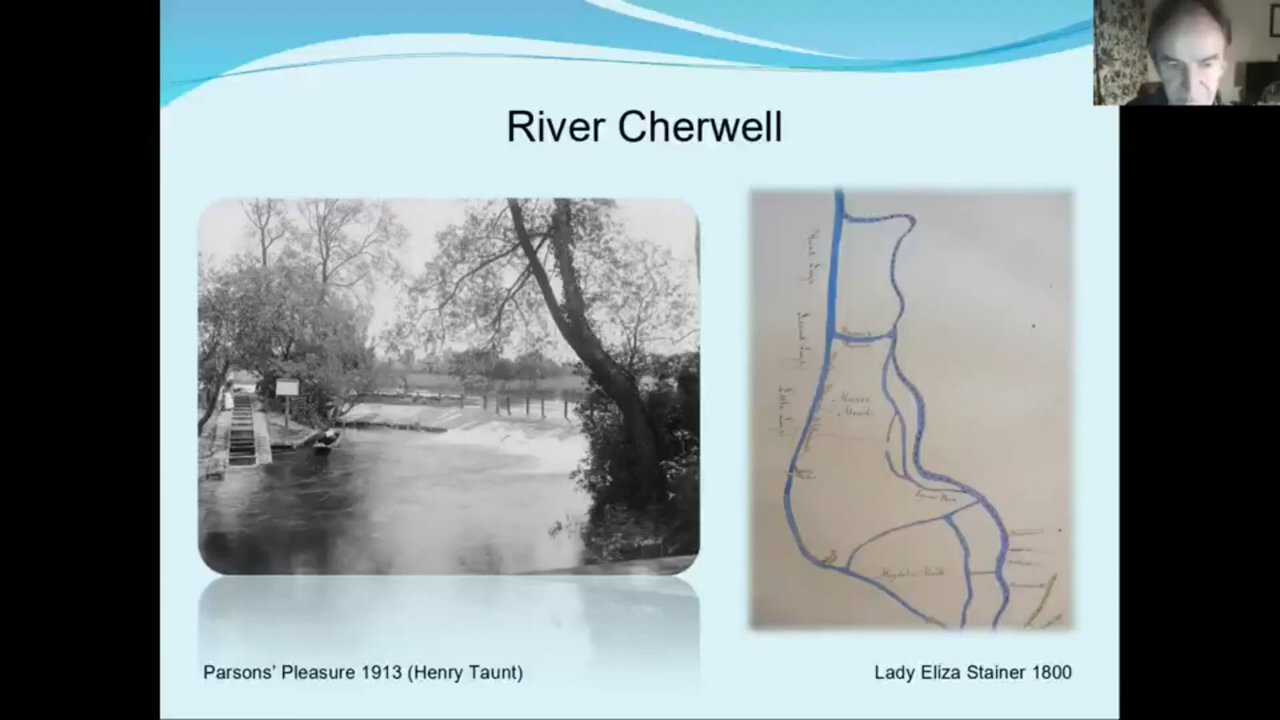 River Cherwell
Parsons' Pleasure 1913 (Henry Taunt)
Lady Eliza Stainer 1800